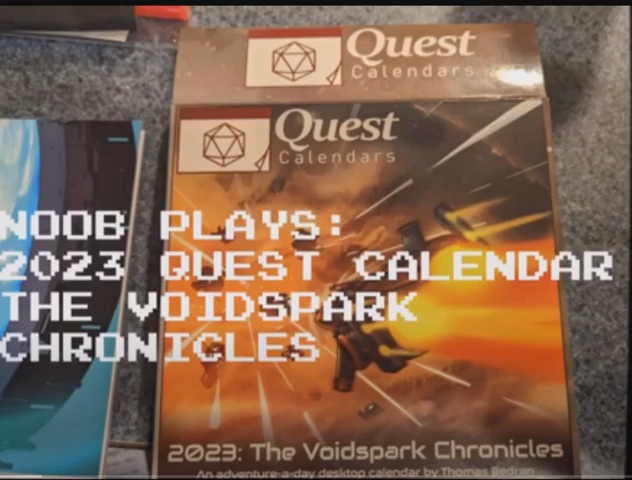 Quest
Calendars
Quest
Calendars
NOOB PLAYS:
2023 QUEST CALENDAR
THE VOIDSPARK
CHRONICLES
2023: The Voidspark Chronicles
An adventure-a-day desktop calendar by Thomas Bedran